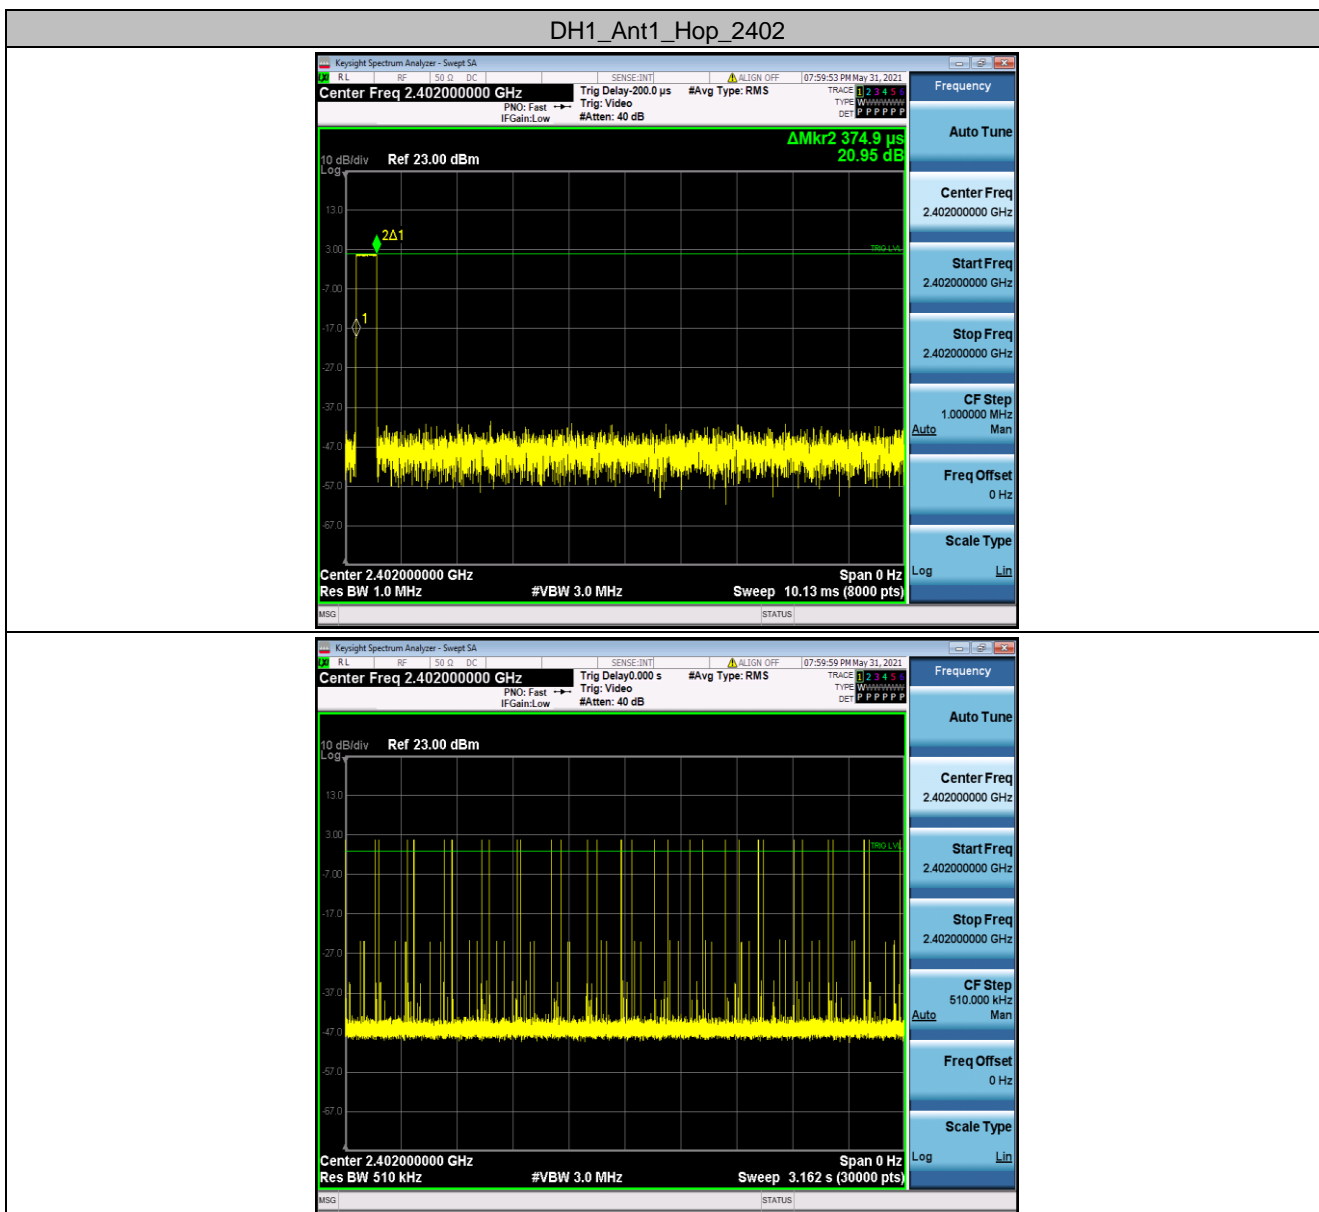 DH1_Ant1_Hop_2402
Keysight Spectrum Analyzer - Swept SA
RL RF 50 Ω DC SENSE:INT ALIGN OFF 07:59:53 PM May 31, 2021
Center Freq 2.402000000 GHz
PNO: Fast
IFGain:Low
Trig Delay-200.0 µs
Trig: Video
#Atten: 40 dB
#Avg Type: RMS
TRACE 1 2 3 4 5 6
TYPE W
DET P P P P P P
ΔMkr2 374.9 µs
20.95 dB
10 dB/div Ref 23.00 dBm
Log
13.0
2Δ1
3.00
TRIG LVL
-7.00
1
-17.0
-27.0
-37.0
-47.0
-57.0
-67.0
Center 2.402000000 GHz Span 0 Hz
Res BW 1.0 MHz #VBW 3.0 MHz Sweep 10.13 ms (8000 pts)
MSG STATUS
Frequency
Auto Tune
Center Freq
2.402000000 GHz
Start Freq
2.402000000 GHz
Stop Freq
2.402000000 GHz
CF Step
1.000000 MHz
Auto Man
Freq Offset
0 Hz
Scale Type
Log Lin
Keysight Spectrum Analyzer - Swept SA
RL RF 50 Ω DC SENSE:INT ALIGN OFF 07:59:59 PM May 31, 2021
Center Freq 2.402000000 GHz
PNO: Fast
IFGain:Low
Trig Delay0.000 s
Trig: Video
#Atten: 40 dB
#Avg Type: RMS
TRACE 1 2 3 4 5 6
TYPE W
DET P P P P P P
10 dB/div Ref 23.00 dBm
Log
13.0
3.00
TRIG LVL
-7.00
-17.0
-27.0
-37.0
-47.0
-57.0
-67.0
Center 2.402000000 GHz Span 0 Hz
Res BW 510 kHz #VBW 3.0 MHz Sweep 3.162 s (30000 pts)
MSG STATUS
Frequency
Auto Tune
Center Freq
2.402000000 GHz
Start Freq
2.402000000 GHz
Stop Freq
2.402000000 GHz
CF Step
510.000 kHz
Auto Man
Freq Offset
0 Hz
Scale Type
Log Lin